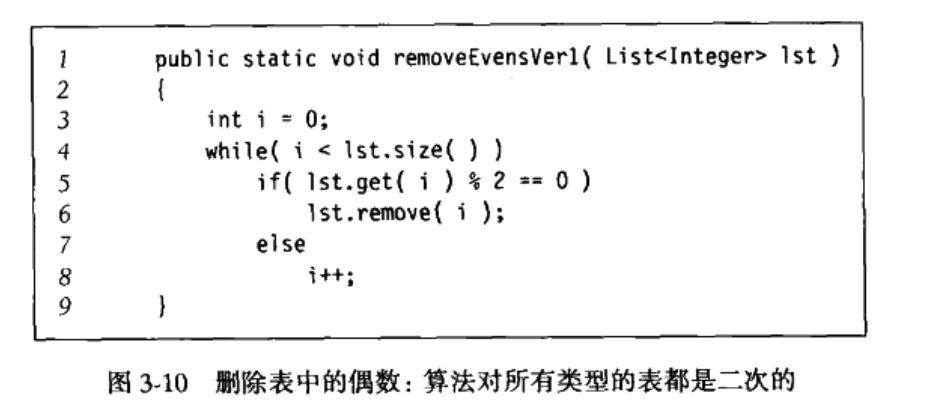 1 public static void removeEvensVer1( List<Integer> lst )
2 {
3 int i = 0;
4 while( i < lst.size( ) )
5 if( lst.get( i ) % 2 == 0 )
6 lst.remove( i );
7 else
8 i++;
9 }
图 3-10 删除表中的偶数：算法对所有类型的表都是二次的